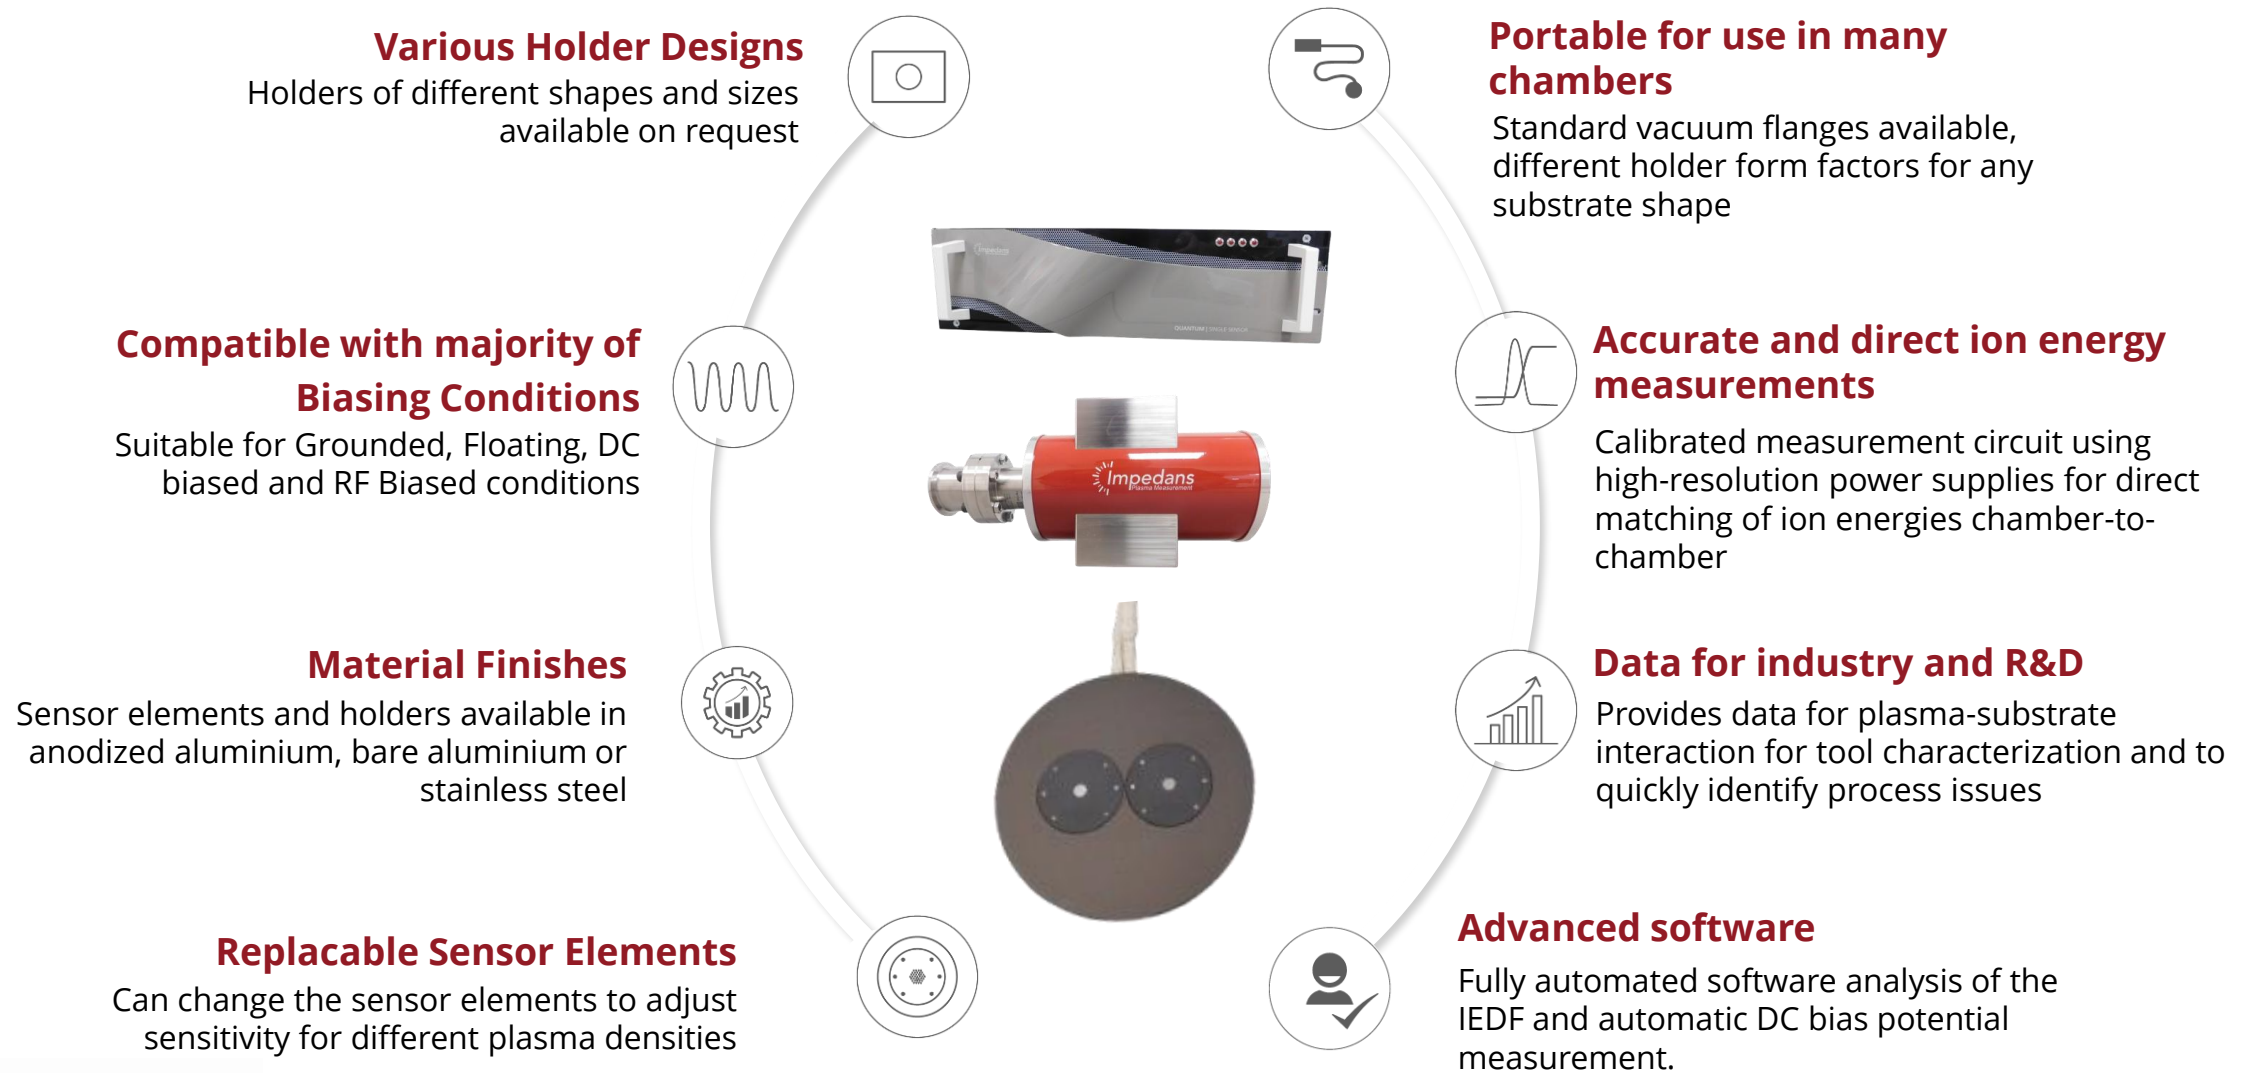 Various Holder Designs
Holders of different shapes and sizes
available on request
Compatible with majority of
Biasing Conditions
Suitable for Grounded, Floating, DC
biased and RF Biased conditions
Material Finishes
Sensor elements and holders available in
anodized aluminium, bare aluminium or
stainless steel
Replacable Sensor Elements
Can change the sensor elements to adjust
sensitivity for different plasma densities
Impedans
QUANTUM | SINGLE SENSOR
Impedans
Plasma Measurement
Portable for use in many
chambers
Standard vacuum flanges available,
different holder form factors for any
substrate shape
Accurate and direct ion energy
measurements
Calibrated measurement circuit using
high-resolution power supplies for direct
matching of ion energies chamber-to-
chamber
Data for industry and R&D
Provides data for plasma-substrate
interaction for tool characterization and to
quickly identify process issues
Advanced software
Fully automated software analysis of the
IEDF and automatic DC bias potential
measurement.